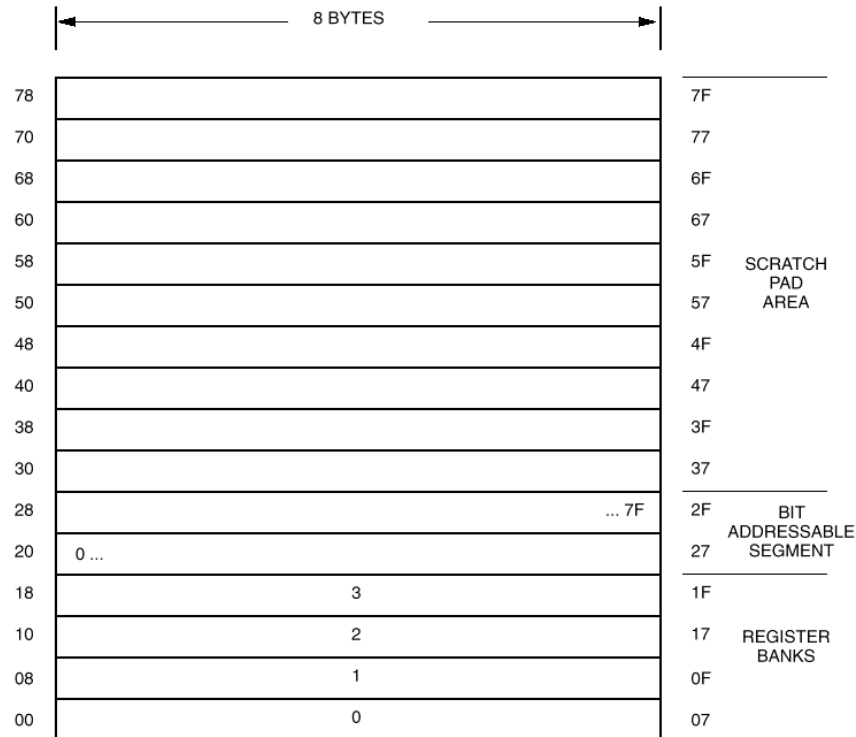 8 BYTES
78 7F
70 77
68 6F
60 67
58 5F SCRATCH
PAD
50 57 AREA
48 4F
40 47
38 3F
30 37
28 ... 7F 2F BIT
ADDRESSABLE
20 0 ... 27 SEGMENT
18 3 1F
10 2 17 REGISTER
BANKS
08 1 0F
00 0 07